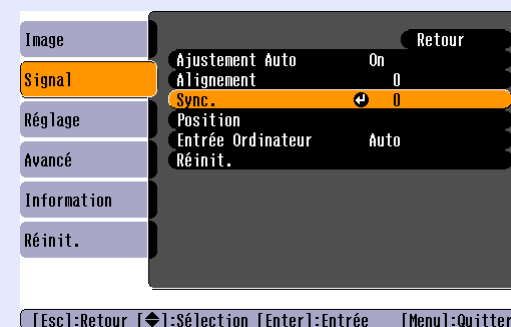 Image
Signal
Réglage
Avancé
Information
Réinit.
Retour
Ajustement Auto On
Alignement 0
Sync. 0
Position
Entrée Ordinateur Auto
Réinit.
[Esc]:Retour [◆]:Sélection [Enter]:Entrée [Menu]:Quitter